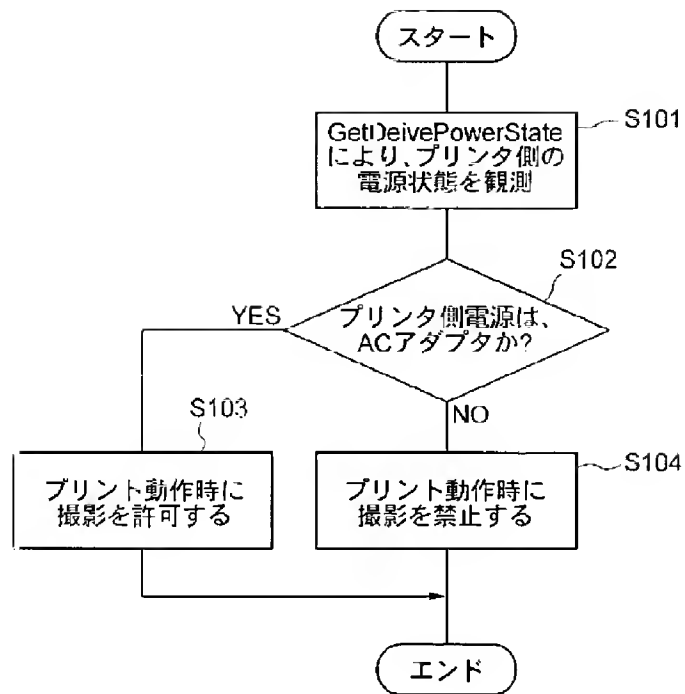 スタート
GetDeivePowerState
により、プリンタ側の
電源状態を観測
S101
S102
プリンタ側電源は、
ACアダプタか?
YES
NO
S103
プリント動作時に
撮影を許可する
S104
プリント動作時に
撮影を禁止する
エンド